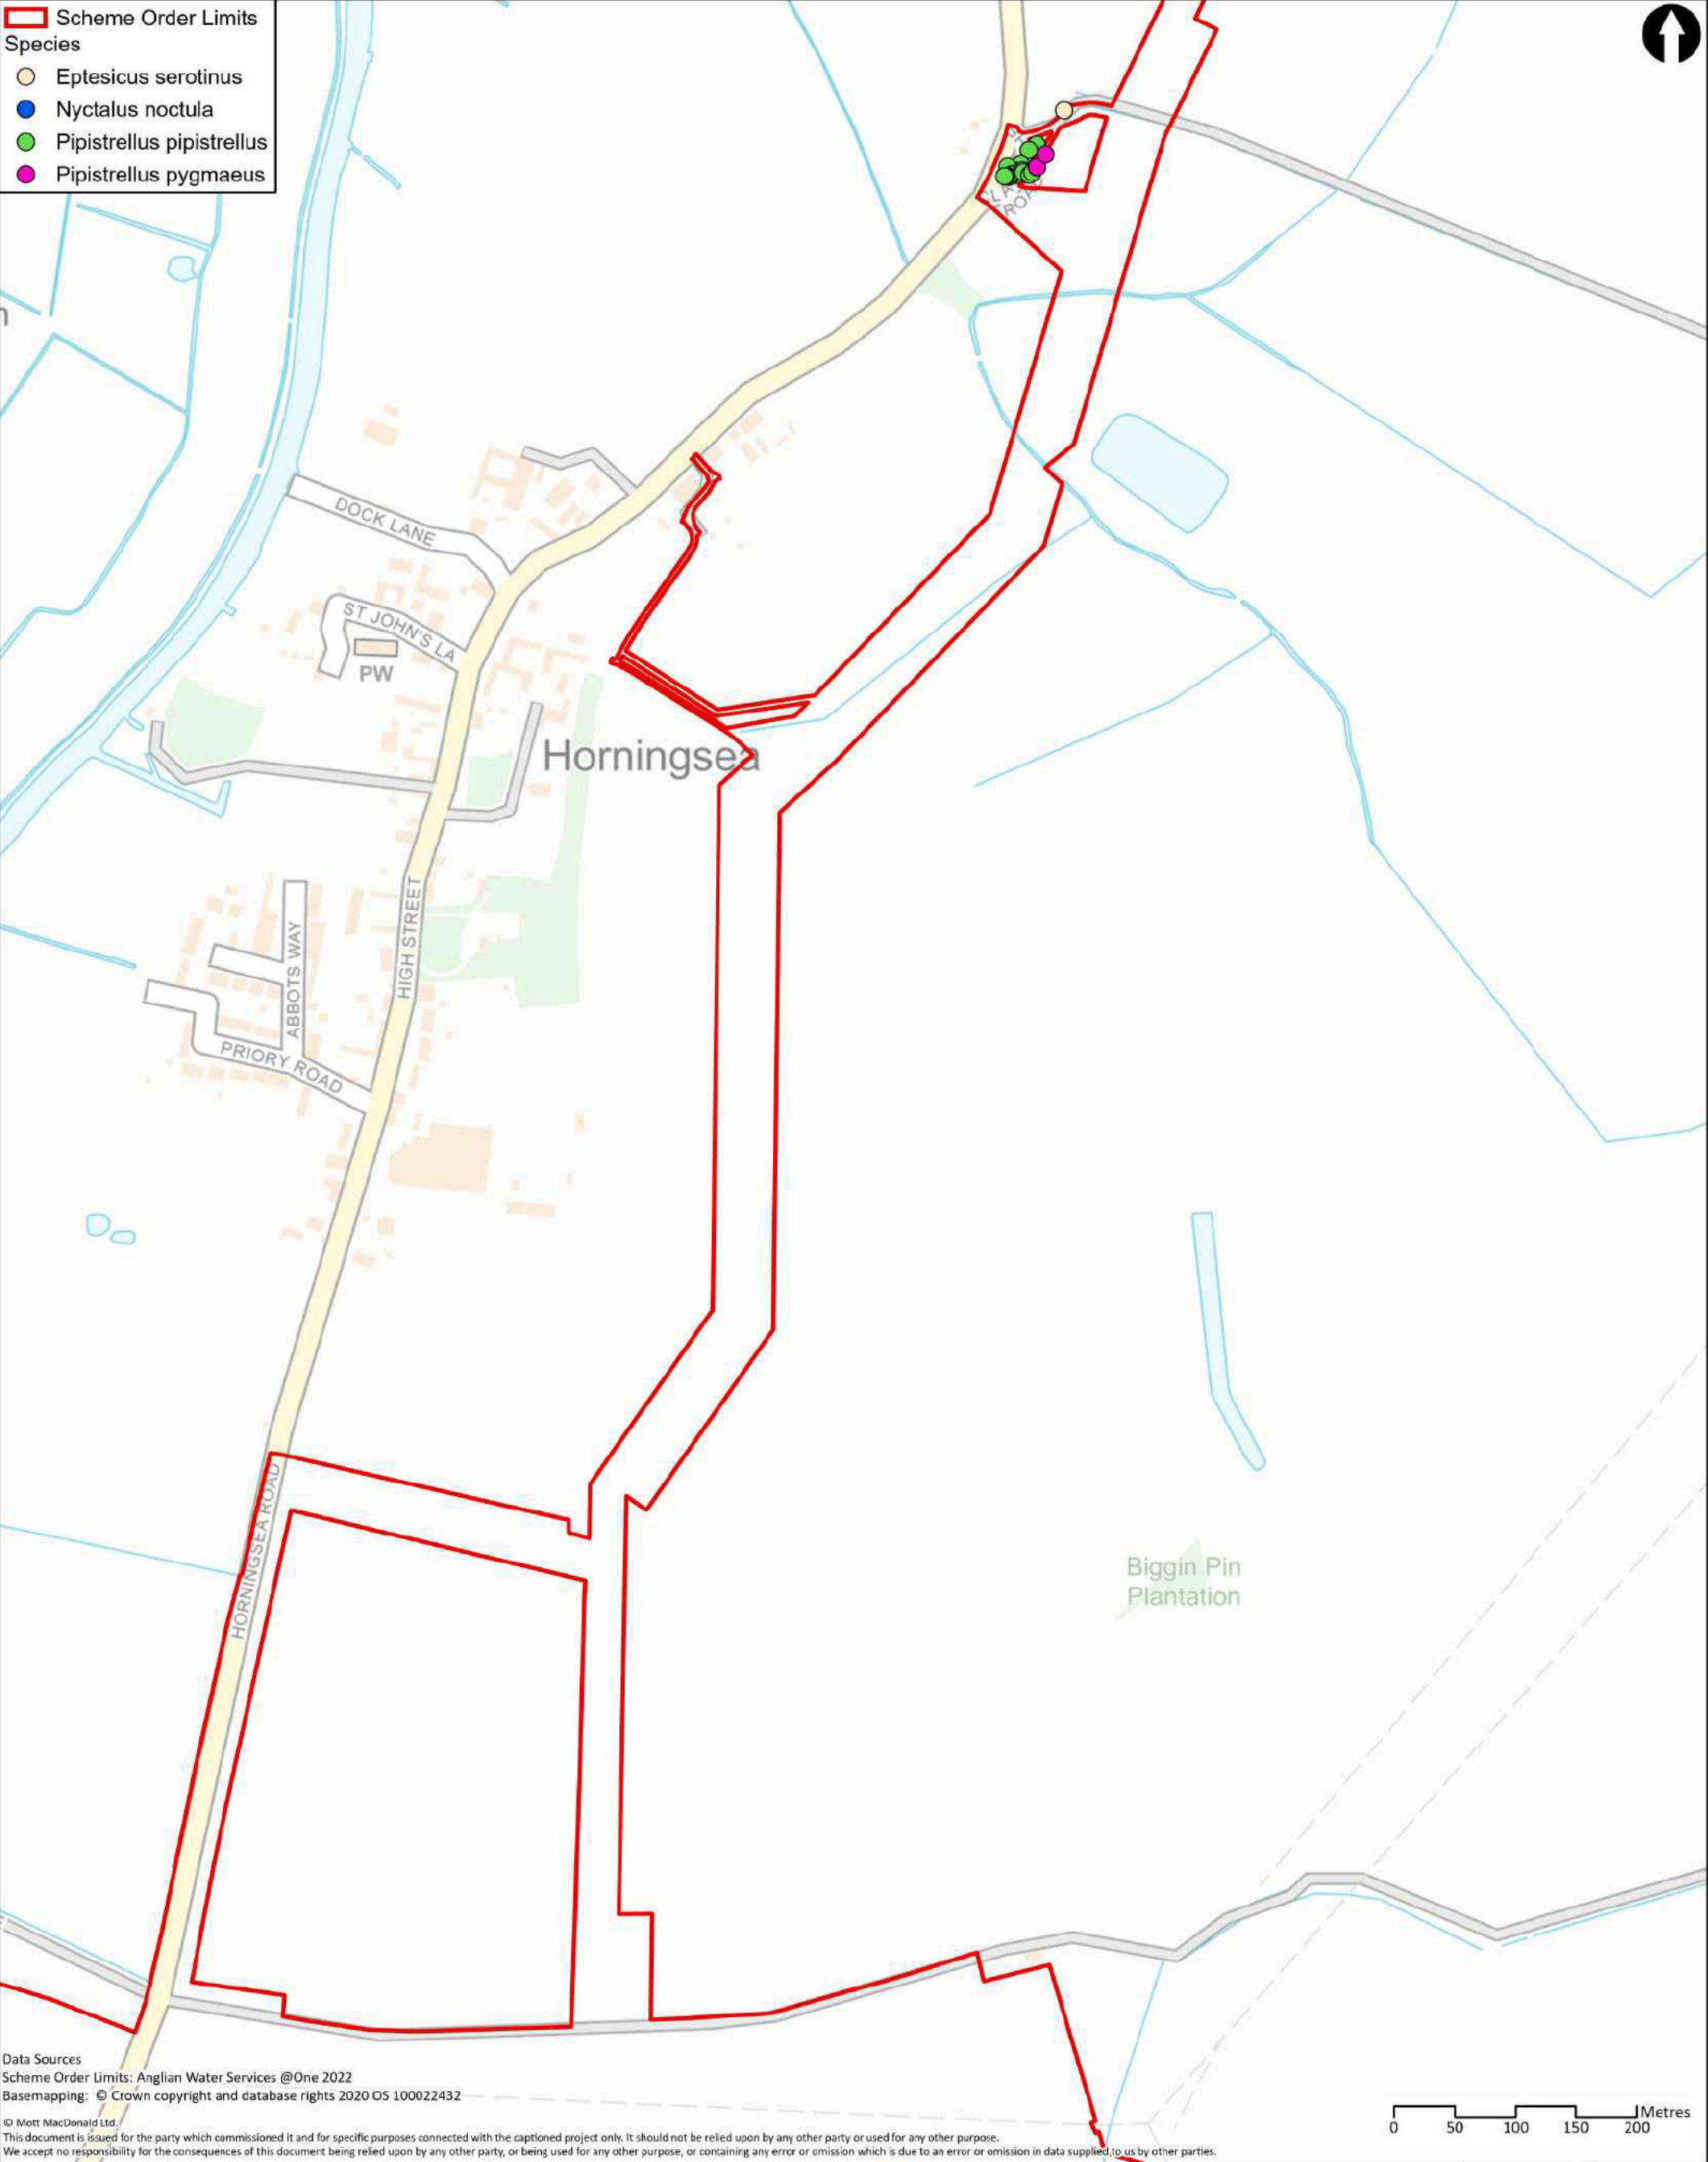 Scheme Order Limits
Species
Eptesicus serotinus
Nyctalus noctula
Pipistrellus pipistrellus
Pipistrellus pygmaeus
ROAD
DOCK LANE
ST JOHN'S LA
PW
Horningsea
HIGH STREET
ABBOTS WAY
PRIORY ROAD
HORNINGSEA ROAD
Biggin Pin
Plantation
Data Sources
Scheme Order Limits: Anglian Water Services @One 2022
Basemapping: © Crown copyright and database rights 2020 OS 100022432
© Mott MacDonald Ltd.
This document is issued for the party which commissioned it and for specific purposes connected with the captioned project only. It should not be relied upon by any other party or used for any other purpose.
We accept no responsibility for the consequences of this document being relied upon by any other party, or being used for any other purpose, or containing any error or omission which is due to an error or omission in data supplied to us by other parties.
Metres
0 50 100 150 200